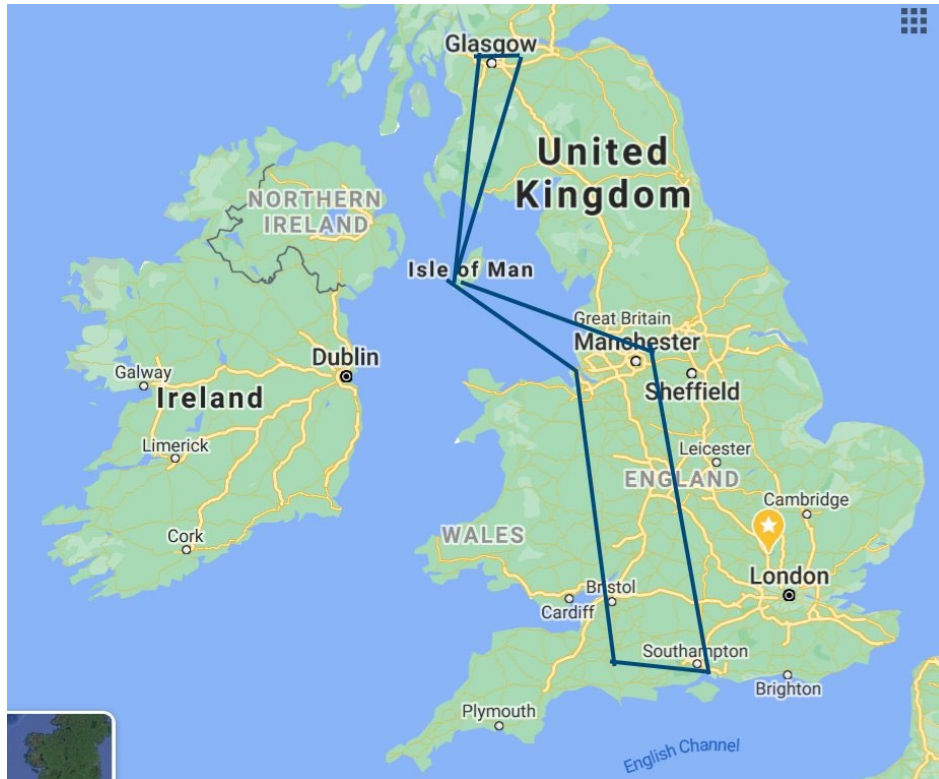 Glasgow
United
Kingdom
NORTHERN
IRELAND
Isle of Man
Great Britain
Manchester
Dublin
Galway
Sheffield
Ireland
Limerick
Leicester
ENGLAND
Cambridge
Cork
WALES
London
Bristol
Cardiff
Southampton
Brighton
Plymouth
English Channel